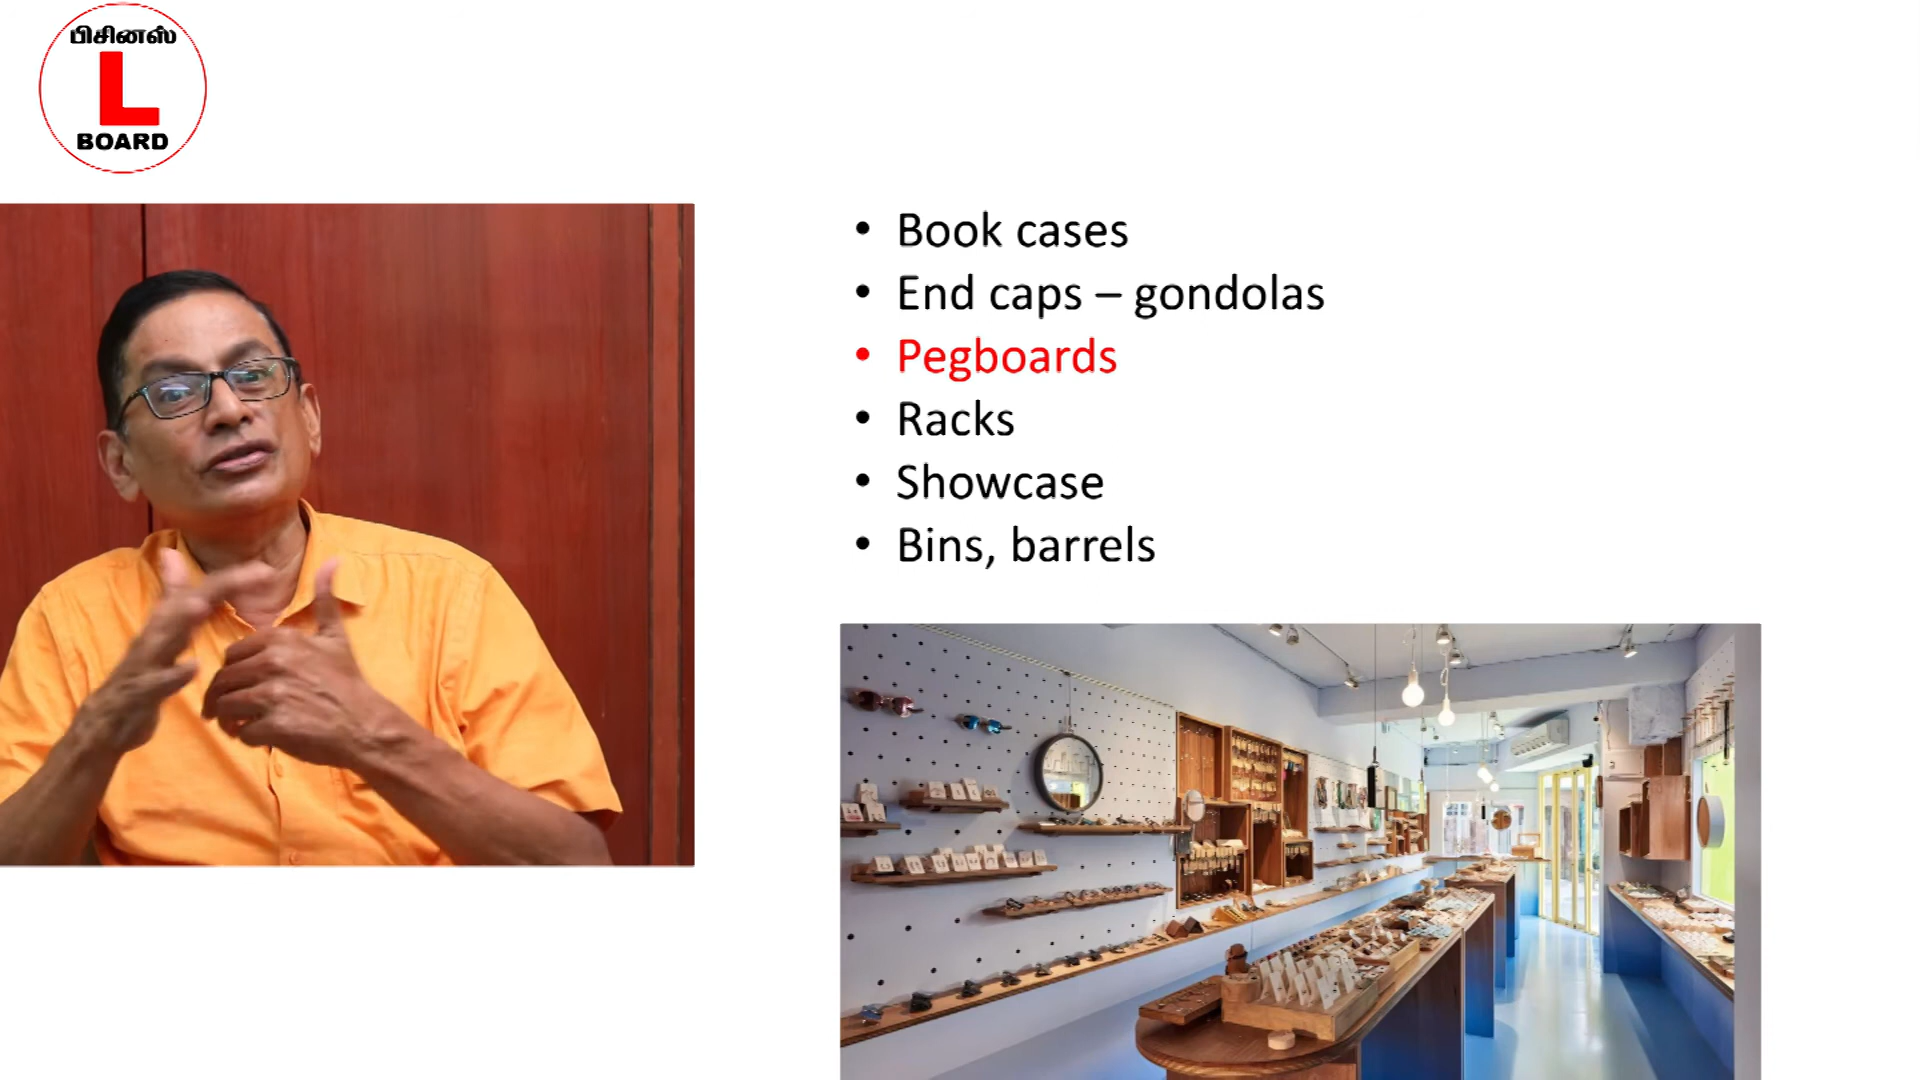 பிசினஸ்
L
BOARD
• Book cases
• End caps – gondolas
• Pegboards
• Racks
• Showcase
• Bins, barrels